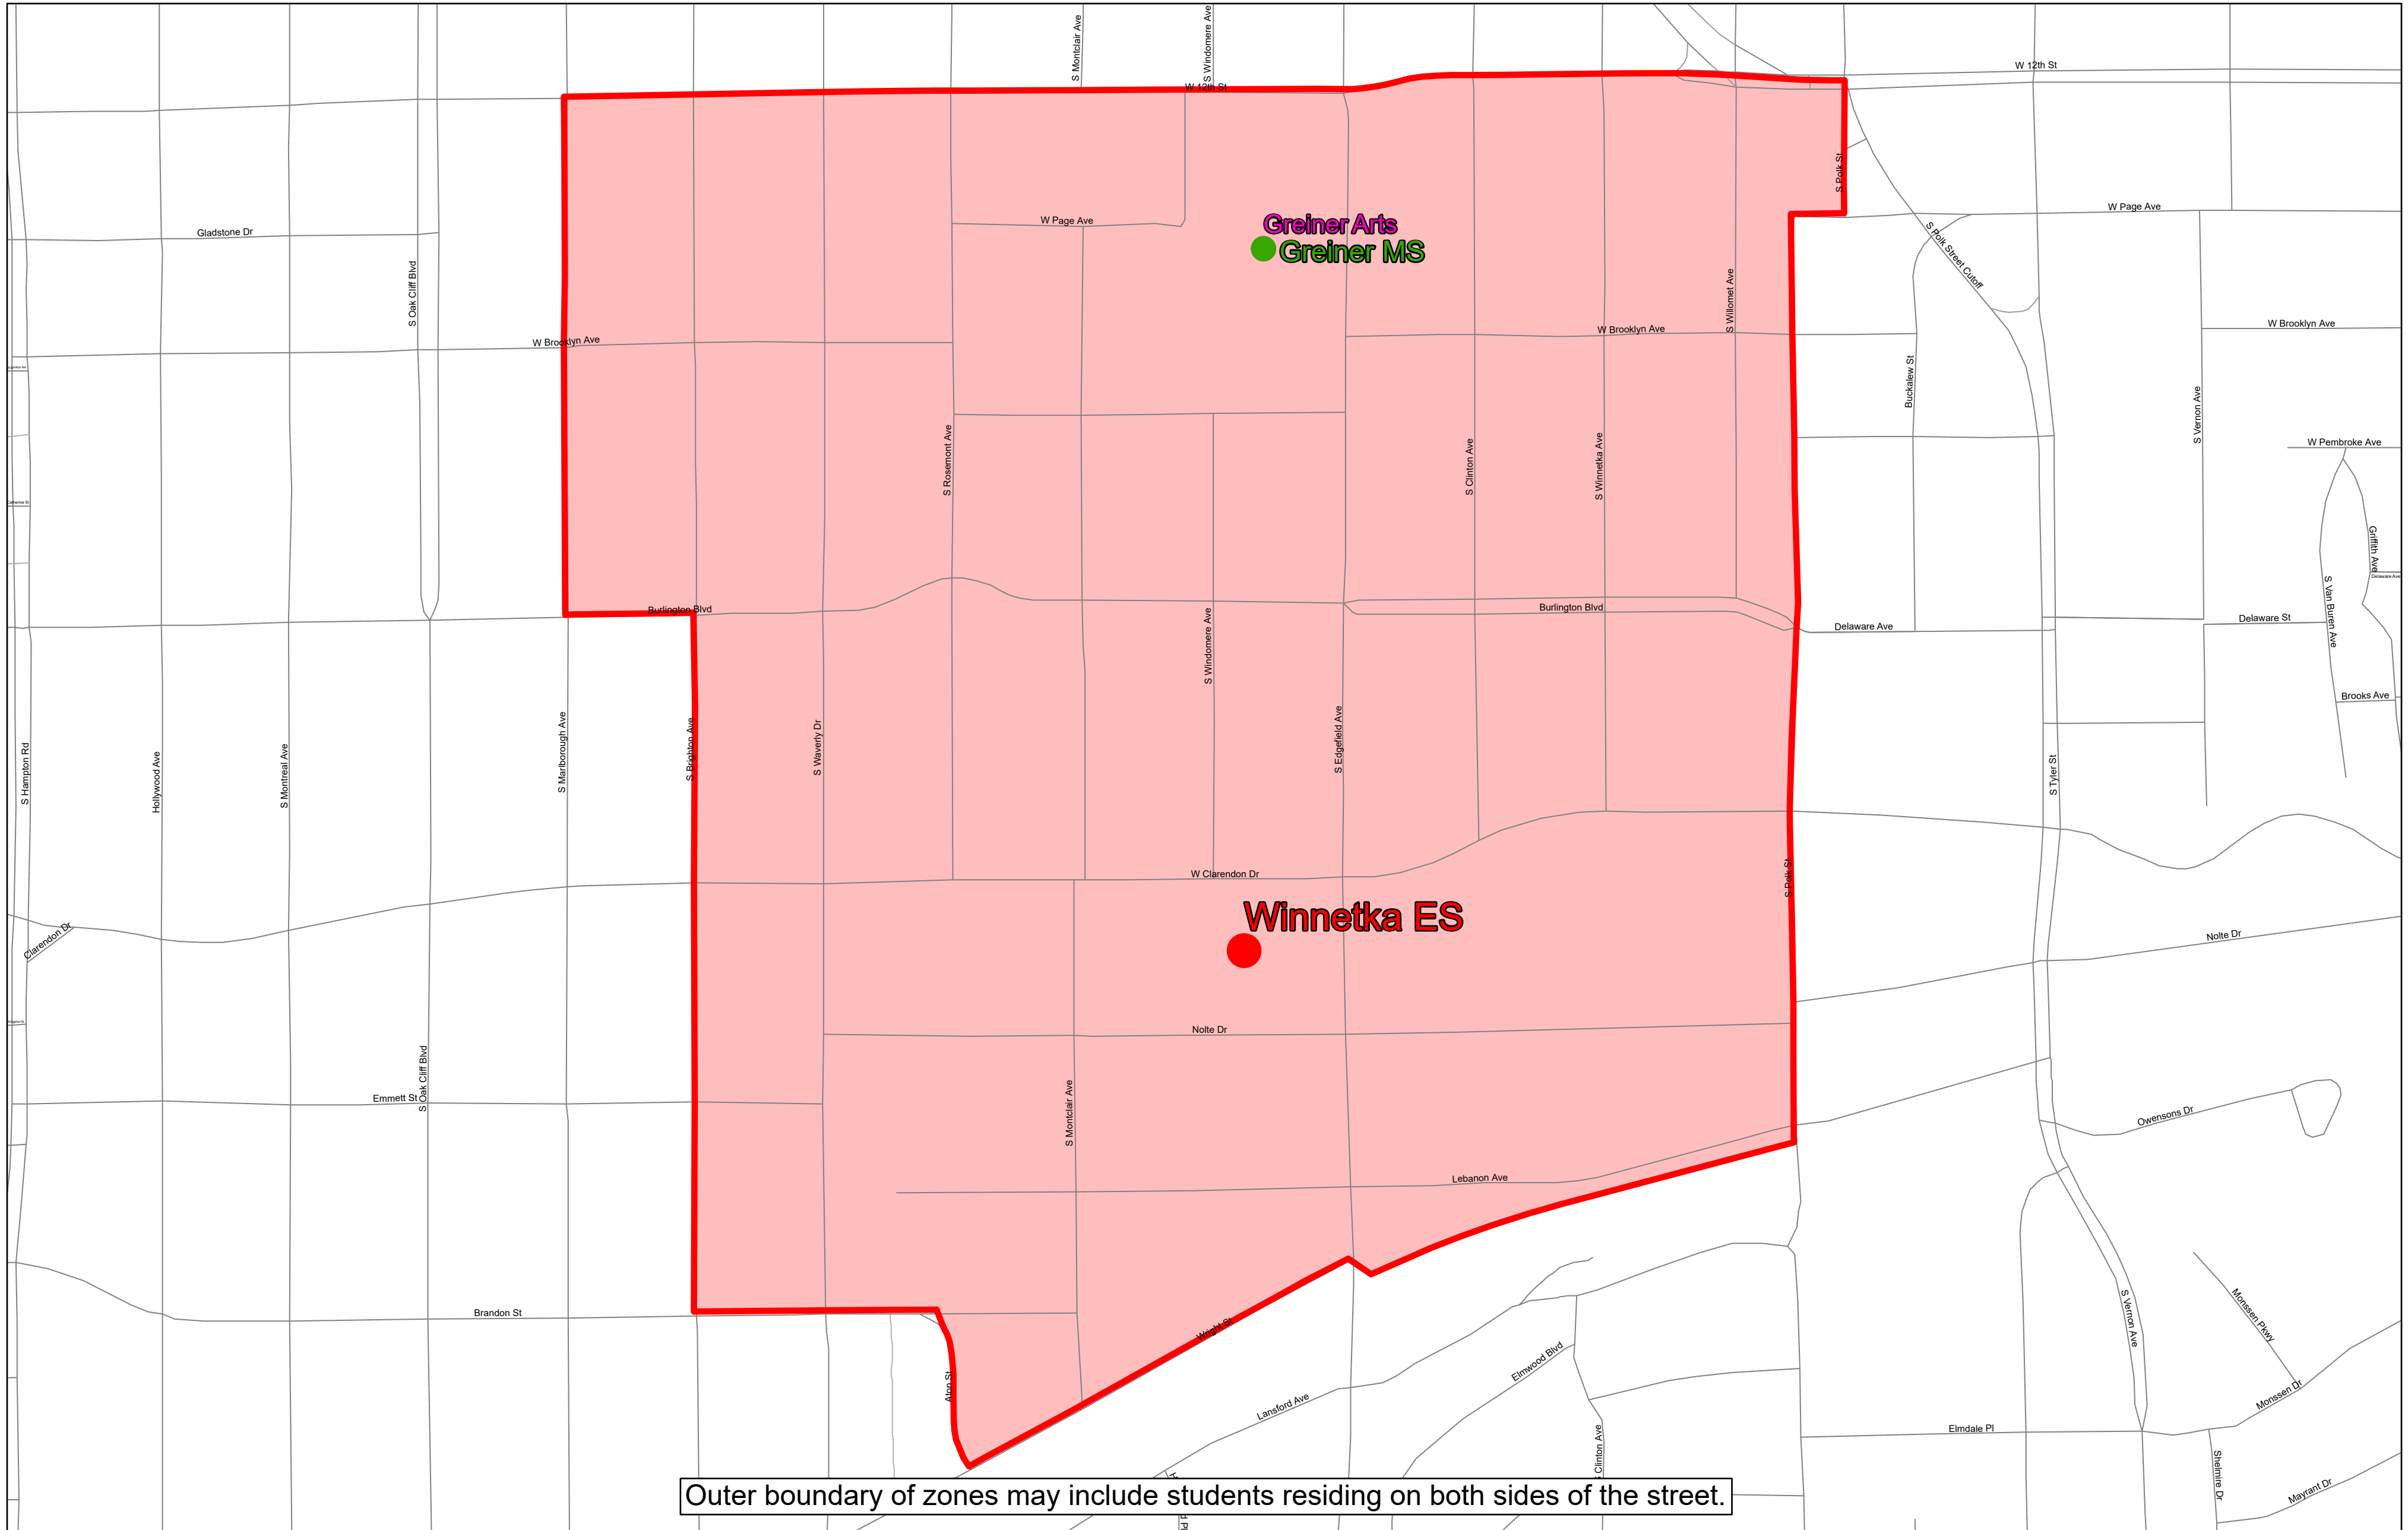 S Montclair Ave
S Windomere Ave
W 12th St
W 12th St
S Polk St
W Page Ave
W Page Ave
Greiner Arts
Greiner MS
Gladstone Dr
S Oak Cliff Blvd
S Willomet Ave
S Polk Street Cutoff
W Brooklyn Ave
W Brooklyn Ave
W Brooklyn Ave
Buckalew St
S Vernon Ave
W Pembroke Ave
S Rosemont Ave
S Clinton Ave
S Winnetka Ave
Catherine St
Griffith Ave
Delaware Ave
Burlington Blvd
Burlington Blvd
Delaware Ave
Delaware St
S Van Buren Ave
S Windomere Ave
Brooks Ave
S Hampton Rd
Hollywood Ave
S Montreal Ave
S Marlborough Ave
S Brighton Ave
S Waverly Dr
S Edgefield Ave
S Tyler St
W Clarendon Dr
S Polk St
Winnetka ES
Clarendon Dr
Nolte Dr
Nolte Dr
Emmett St
S Oak Cliff Blvd
S Montclair Ave
Owensons Dr
Lebanon Ave
Brandon St
Wright St
Aton St
S Vernon Ave
Monssen Pkwy
Elmwood Blvd
Lansford Ave
Monssen Dr
Elmdale Pl
S Clinton Ave
Shelmire Dr
Mayrant Dr
Outer boundary of zones may include students residing on both sides of the street.